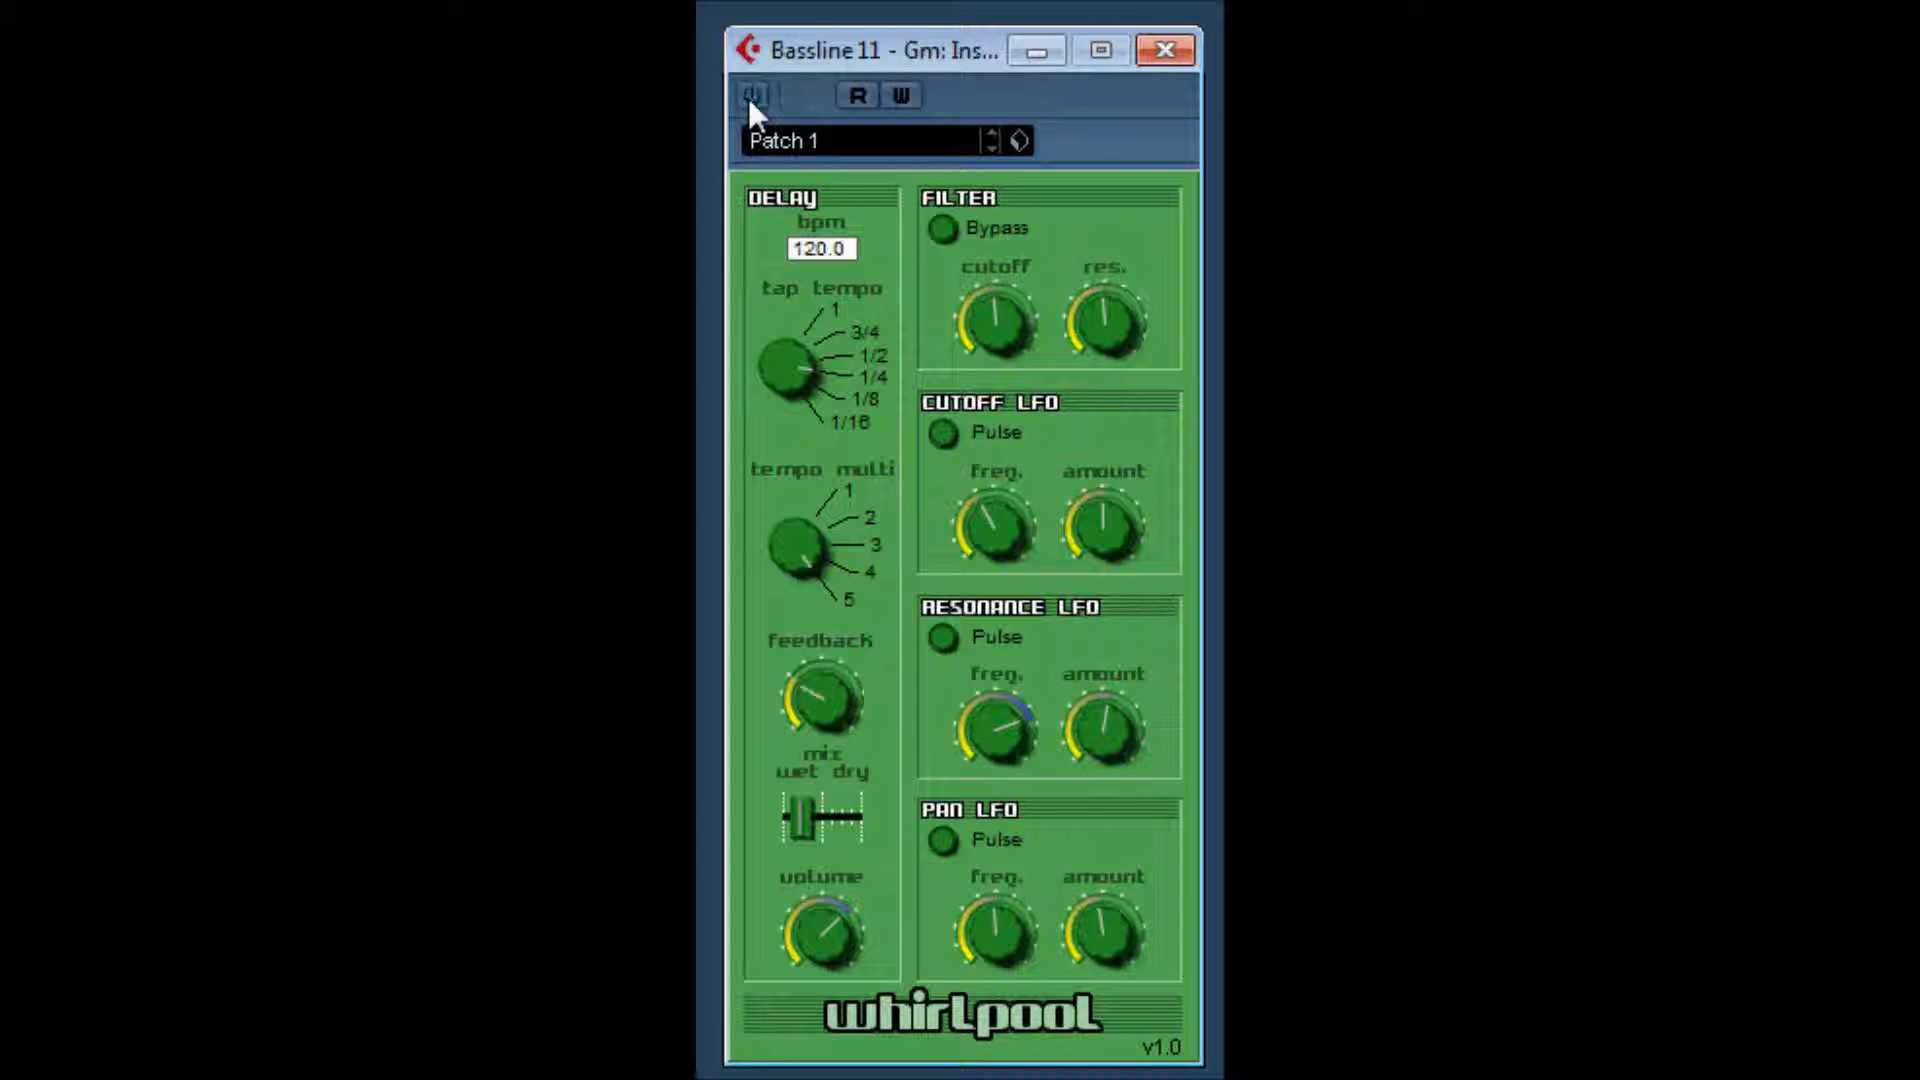 Bassline 11 - Gm: Ins...
R W
Patch 1
DELAY
bpm
120.0
tap tempo
1
3/4
1/2
1/4
1/8
1/16
tempo multi
1
2
3
4
5
feedback
mix
wet dry
volume
FILTER
Bypass
cutoff res.
CUTOFF LFO
Pulse
freq. amount
RESONANCE LFO
Pulse
freq. amount
PAN LFO
Pulse
freq. amount
whirlpool
v1.0